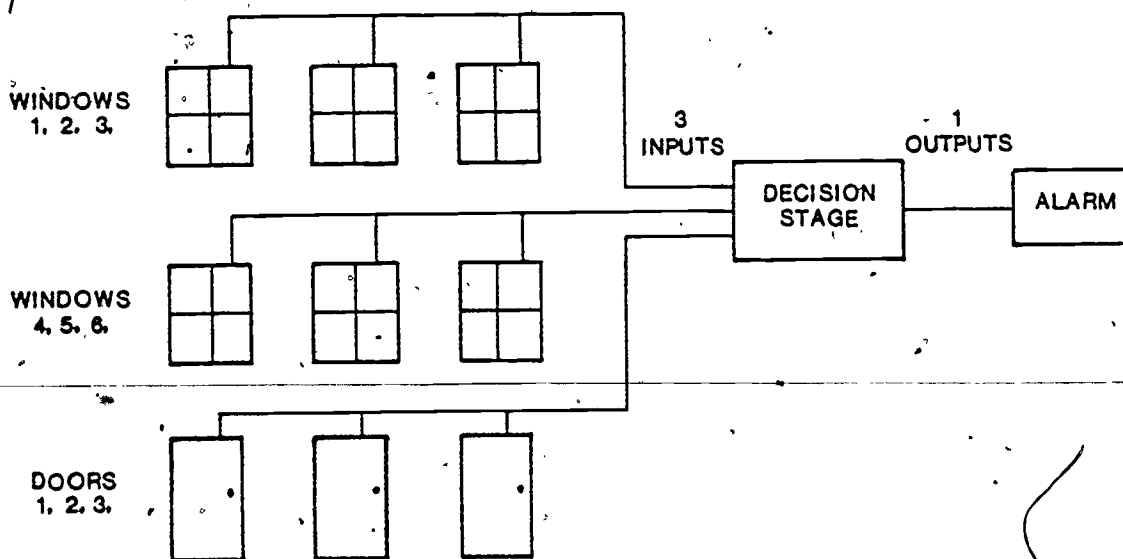 WINDOWS
1. 2. 3.
3
INPUTS
1
OUTPUTS
DECISION
STAGE
ALARM
WINDOWS
4. 5. 6.
DOORS
1. 2. 3.